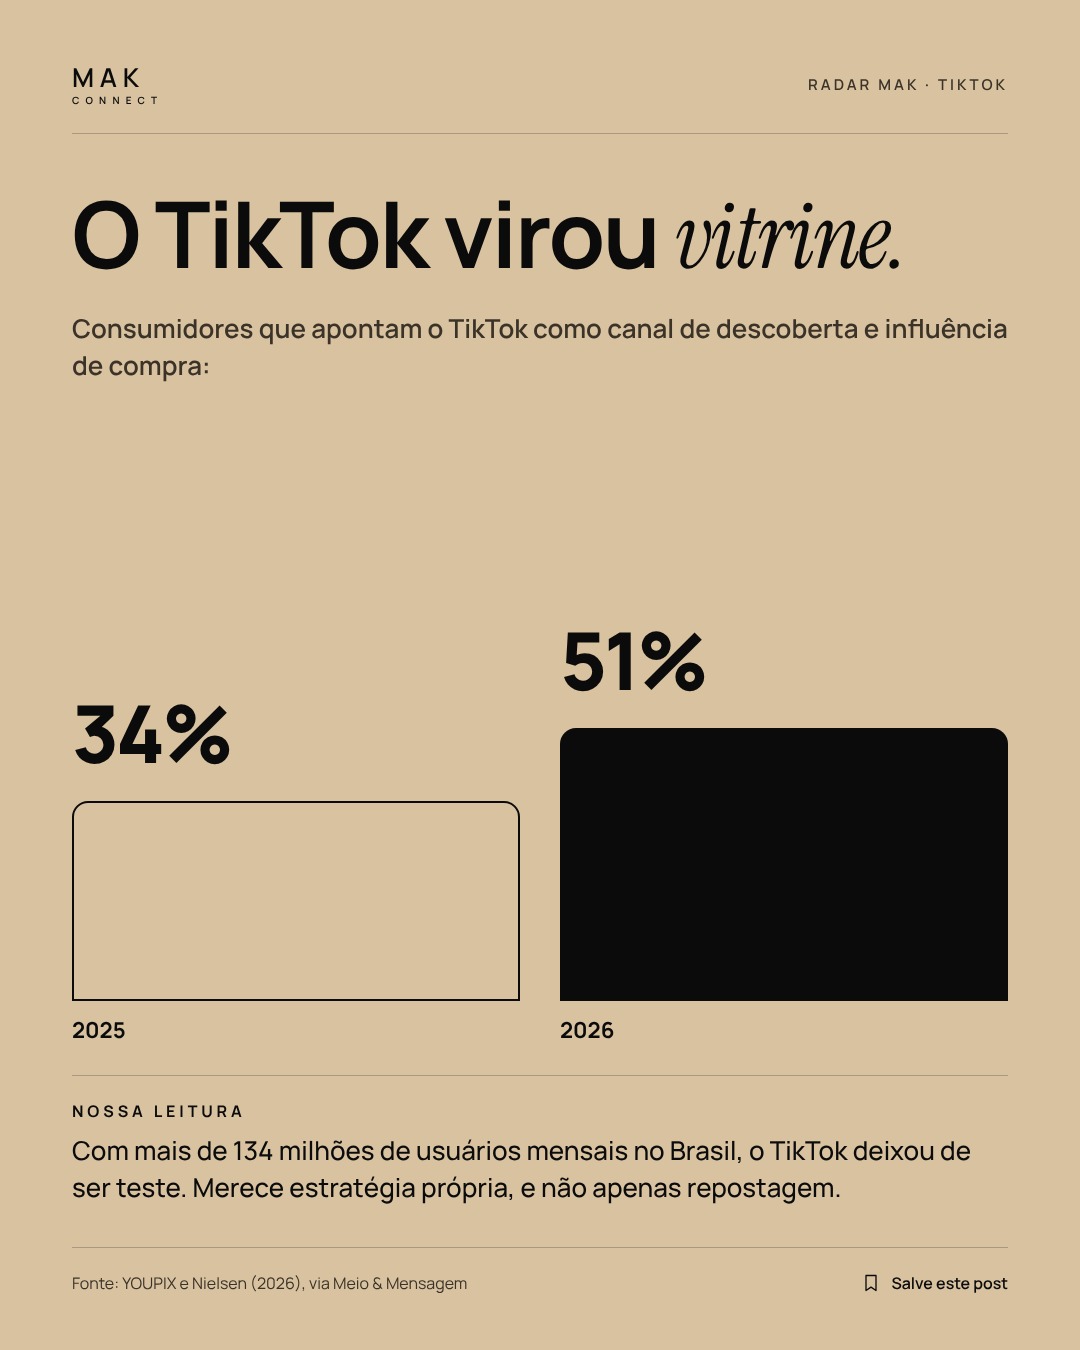 MAK
CONNECT
RADAR MAK · TIKTOK
O TikTok virou vitrine.
Consumidores que apontam o TikTok como canal de descoberta e influência
de compra:
34%
51%
2025
2026
NOSSA LEITURA
Com mais de 134 milhões de usuários mensais no Brasil, o TikTok deixou de
ser teste. Merece estratégia própria, e não apenas repostagem.
Fonte: YOUPIX e Nielsen (2026), via Meio & Mensagem
Salve este post